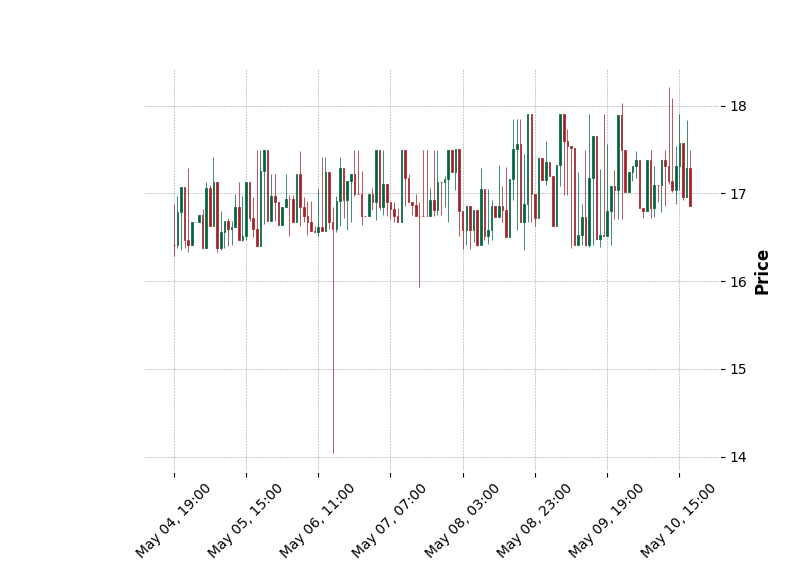 18
17
16
15
14
Price
May 04, 19:00
May 05, 15:00
May 06, 11:00
May 07, 07:00
May 08, 03:00
May 08, 23:00
May 09, 19:00
May 10, 15:00